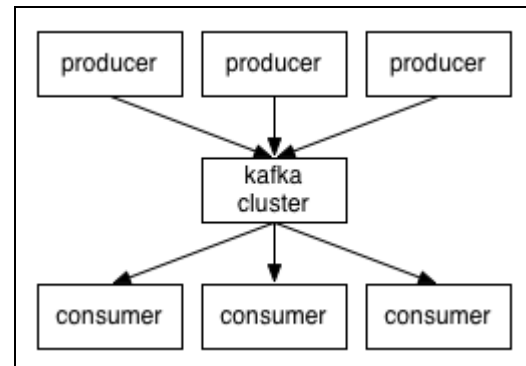 producer producer producer
kafka
cluster
consumer consumer consumer